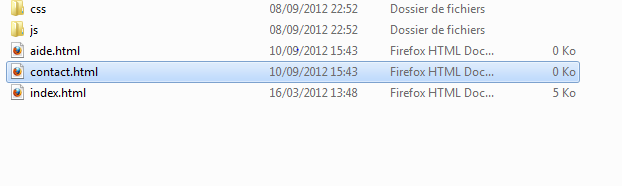 css 08/09/2012 22:52 Dossier de fichiers
js 08/09/2012 22:52 Dossier de fichiers
aide.html 10/09/2012 15:43 Firefox HTML Doc... 0 Ko
contact.html 10/09/2012 15:43 Firefox HTML Doc... 0 Ko
index.html 16/03/2012 13:48 Firefox HTML Doc... 5 Ko